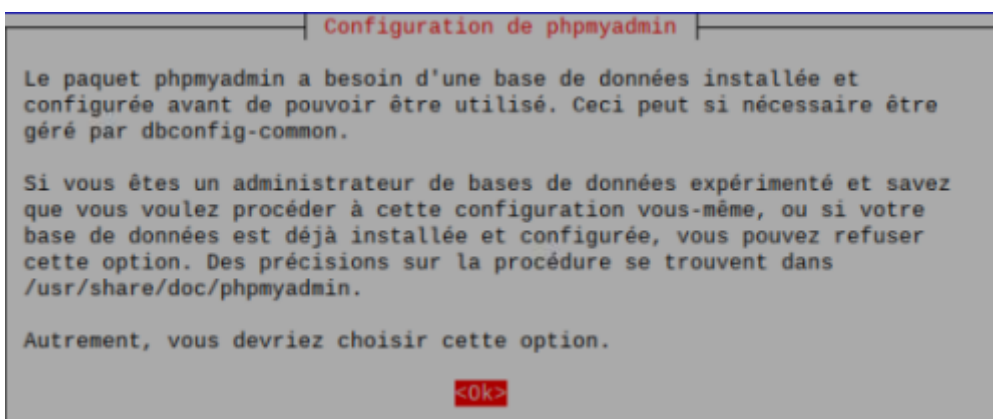 Configuration de phpmyadmin
Le paquet phpmyadmin a besoin d'une base de données installée et
configurée avant de pouvoir être utilisé. Ceci peut si nécessaire être
géré par dbconfig-common.
Si vous êtes un administrateur de bases de données expérimenté et savez
que vous voulez procéder à cette configuration vous-même, ou si votre
base de données est déjà installée et configurée, vous pouvez refuser
cette option. Des précisions sur la procédure se trouvent dans
/usr/share/doc/phpmyadmin.
Autrement, vous devriez choisir cette option.
<Ok>